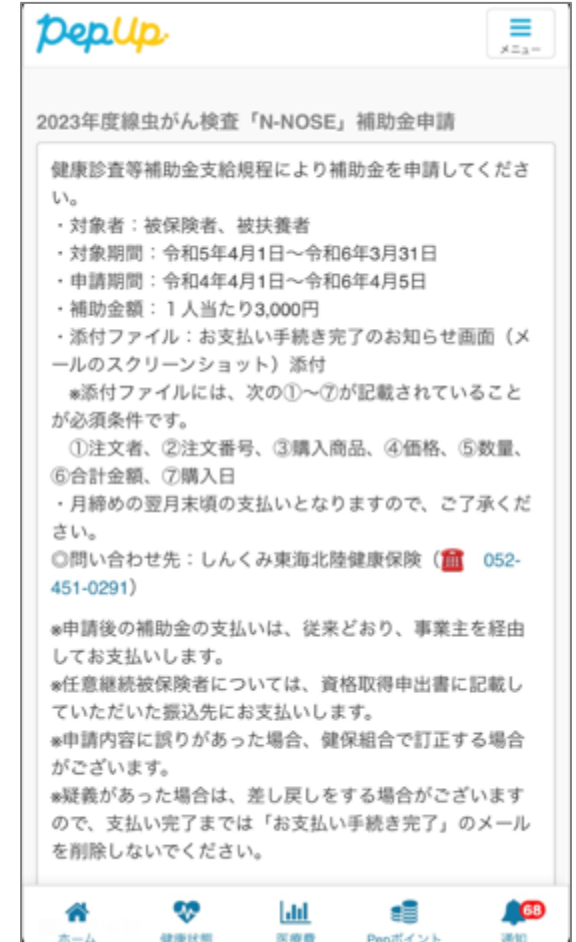 PepUp
メニュー
2023年度線虫がん検査「N-NOSE」補助金申請
健康診査等補助金支給規程により補助金を申請してくださ
い。
・対象者：被保険者、被扶養者
・対象期間：令和5年4月1日～令和6年3月31日
・申請期間：令和4年4月1日～令和6年4月5日
・補助金額：１人当たり3,000円
・添付ファイル：お支払い手続き完了のお知らせ画面（メ
ールのスクリーンショット）添付
※添付ファイルには、次の①～⑦が記載されていること
が必須条件です。
①注文者、②注文番号、③購入商品、④価格、⑤数量、
⑥合計金額、⑦購入日
・月締めの翌月末頃の支払いとなりますので、ご了承くだ
さい。
◎問い合わせ先：しんくみ東海北陸健康保険（☎ 052-
451-0291）
※申請後の補助金の支払いは、従来どおり、事業主を経由
してお支払いします。
※任意継続被保険者については、資格取得申出書に記載し
ていただいた振込先にお支払いします。
※申請内容に誤りがあった場合、健保組合で訂正する場合
がございます。
※疑義があった場合は、差し戻しをする場合がございます
ので、支払い完了までは「お支払い手続き完了」のメール
を削除しないでください。
68
ホーム 健康状態 医療費 Pepポイント 通知